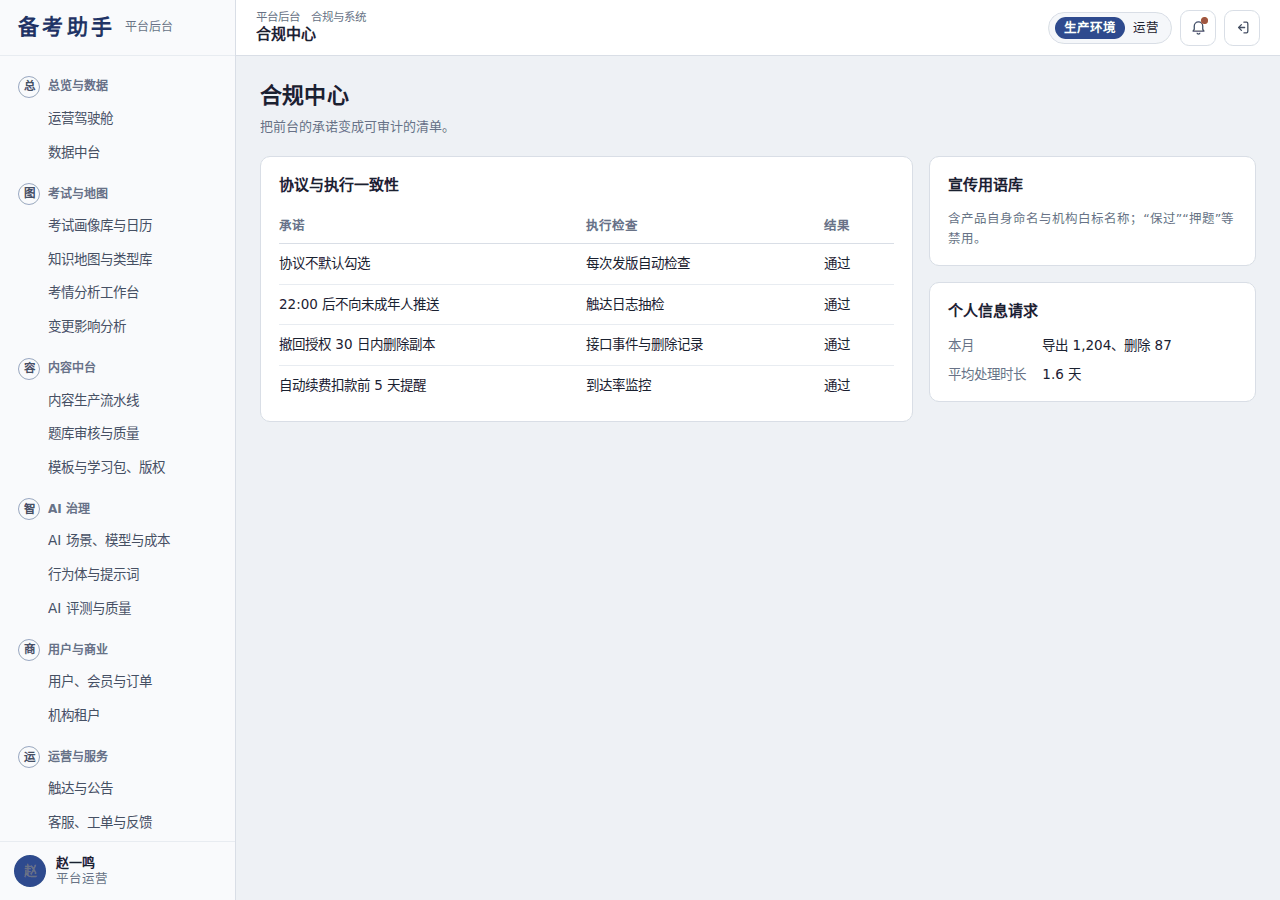 备考助手 平台后台
总 总览与数据
运营驾驶舱
数据中台
图 考试与地图
考试画像库与日历
知识地图与类型库
考情分析工作台
变更影响分析
容 内容中台
内容生产流水线
题库审核与质量
模板与学习包、版权
智 AI 治理
AI 场景、模型与成本
行为体与提示词
AI 评测与质量
商 用户与商业
用户、会员与订单
机构租户
运 运营与服务
触达与公告
客服、工单与反馈
赵 赵一鸣
平台运营
平台后台 合规与系统
合规中心
生产环境 运营
合规中心
把前台的承诺变成可审计的清单。
协议与执行一致性
承诺 执行检查 结果
协议不默认勾选 每次发版自动检查 通过
22:00 后不向未成年人推送 触达日志抽检 通过
撤回授权 30 日内删除副本 接口事件与删除记录 通过
自动续费扣款前 5 天提醒 到达率监控 通过
宣传用语库
含产品自身命名与机构白标名称；“保过”“押题”等
禁用。
个人信息请求
本月 导出 1,204、删除 87
平均处理时长 1.6 天